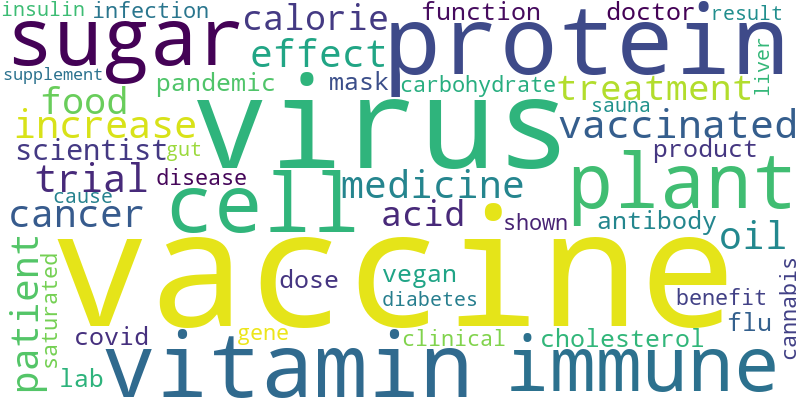 insulin
infection
calorie
function
doctor
result
sugar
protein
effect
supplement
pandemic
mask
carbohydrate
treatment
liver
food
virus
sauna
increase
vaccinated
scientist
gut
product
trial
disease
medicine
plant
cause
cell
cancer
acid
shown
antibody
oil
vaccine
patient
saturated
dose
vegan
diabetes
benefit
cannabis
covid
gene
clinical
cholesterol
flu
lab
vitamin
immune